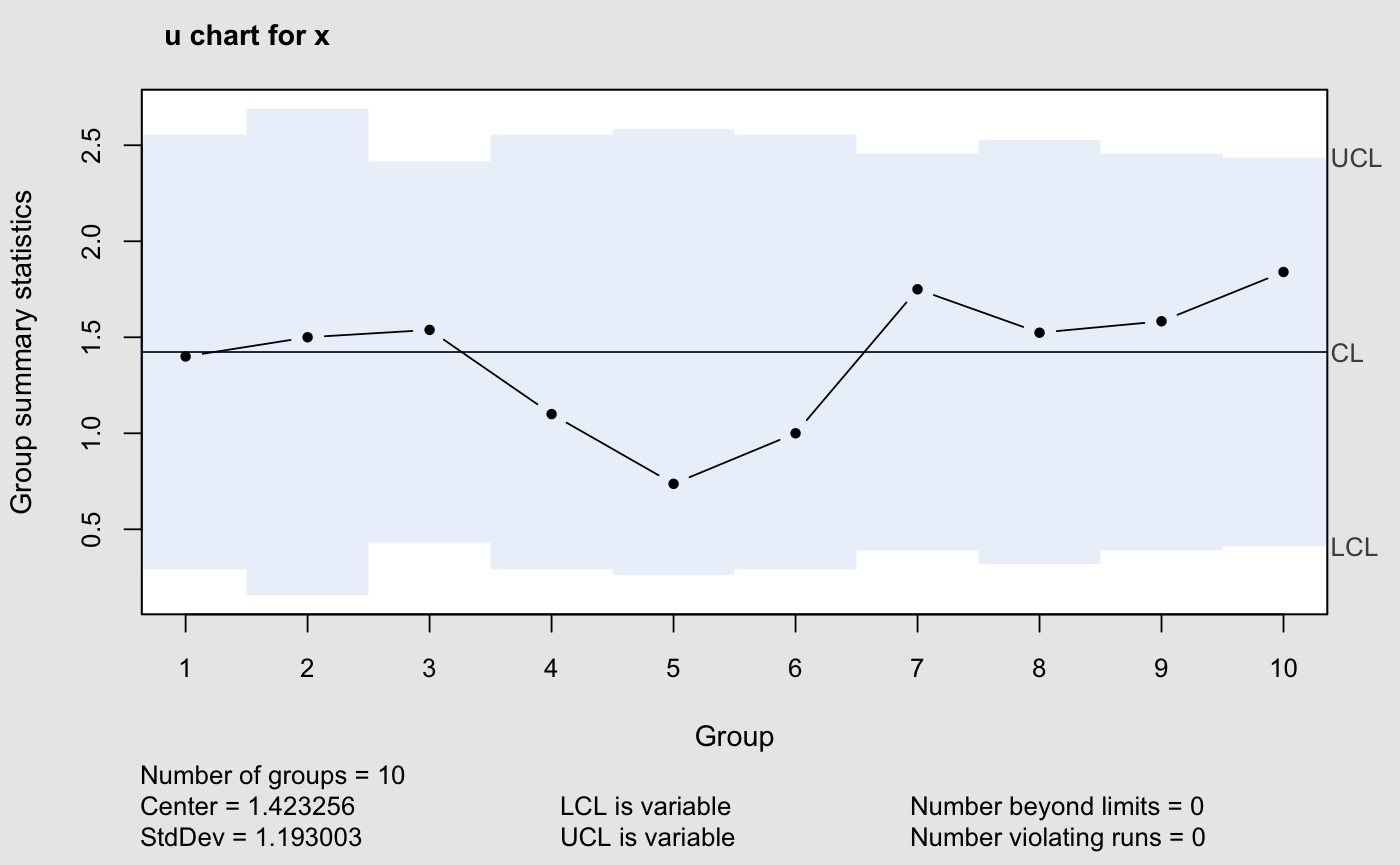 u chart for x
Group summary statistics
2.5
2.0
1.5
1.0
0.5
UCL
CL
LCL
1 2 3 4 5 6 7 8 9 10
Group
Number of groups = 10
Center = 1.423256 LCL is variable Number beyond limits = 0
StdDev = 1.193003 UCL is variable Number violating runs = 0